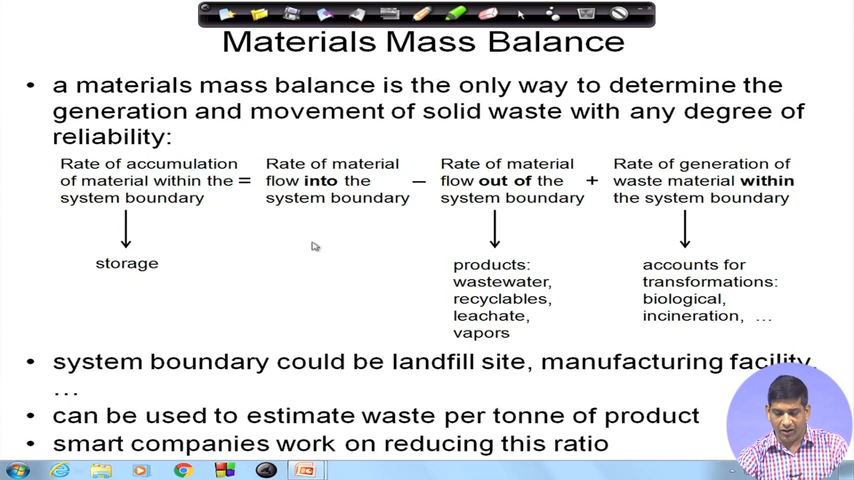 Materials Mass Balance
• a materials mass balance is the only way to determine the
generation and movement of solid waste with any degree of
reliability:
Rate of accumulation
of material within the
system boundary
=
Rate of material
flow into the
system boundary
–
Rate of material
flow out of the
system boundary
+
Rate of generation of
waste material within
the system boundary
storage
products:
wastewater,
recyclables,
leachate,
vapors
accounts for
transformations:
biological,
incineration, …
• system boundary could be landfill site, manufacturing facility,
…
• can be used to estimate waste per tonne of product
• smart companies work on reducing this ratio